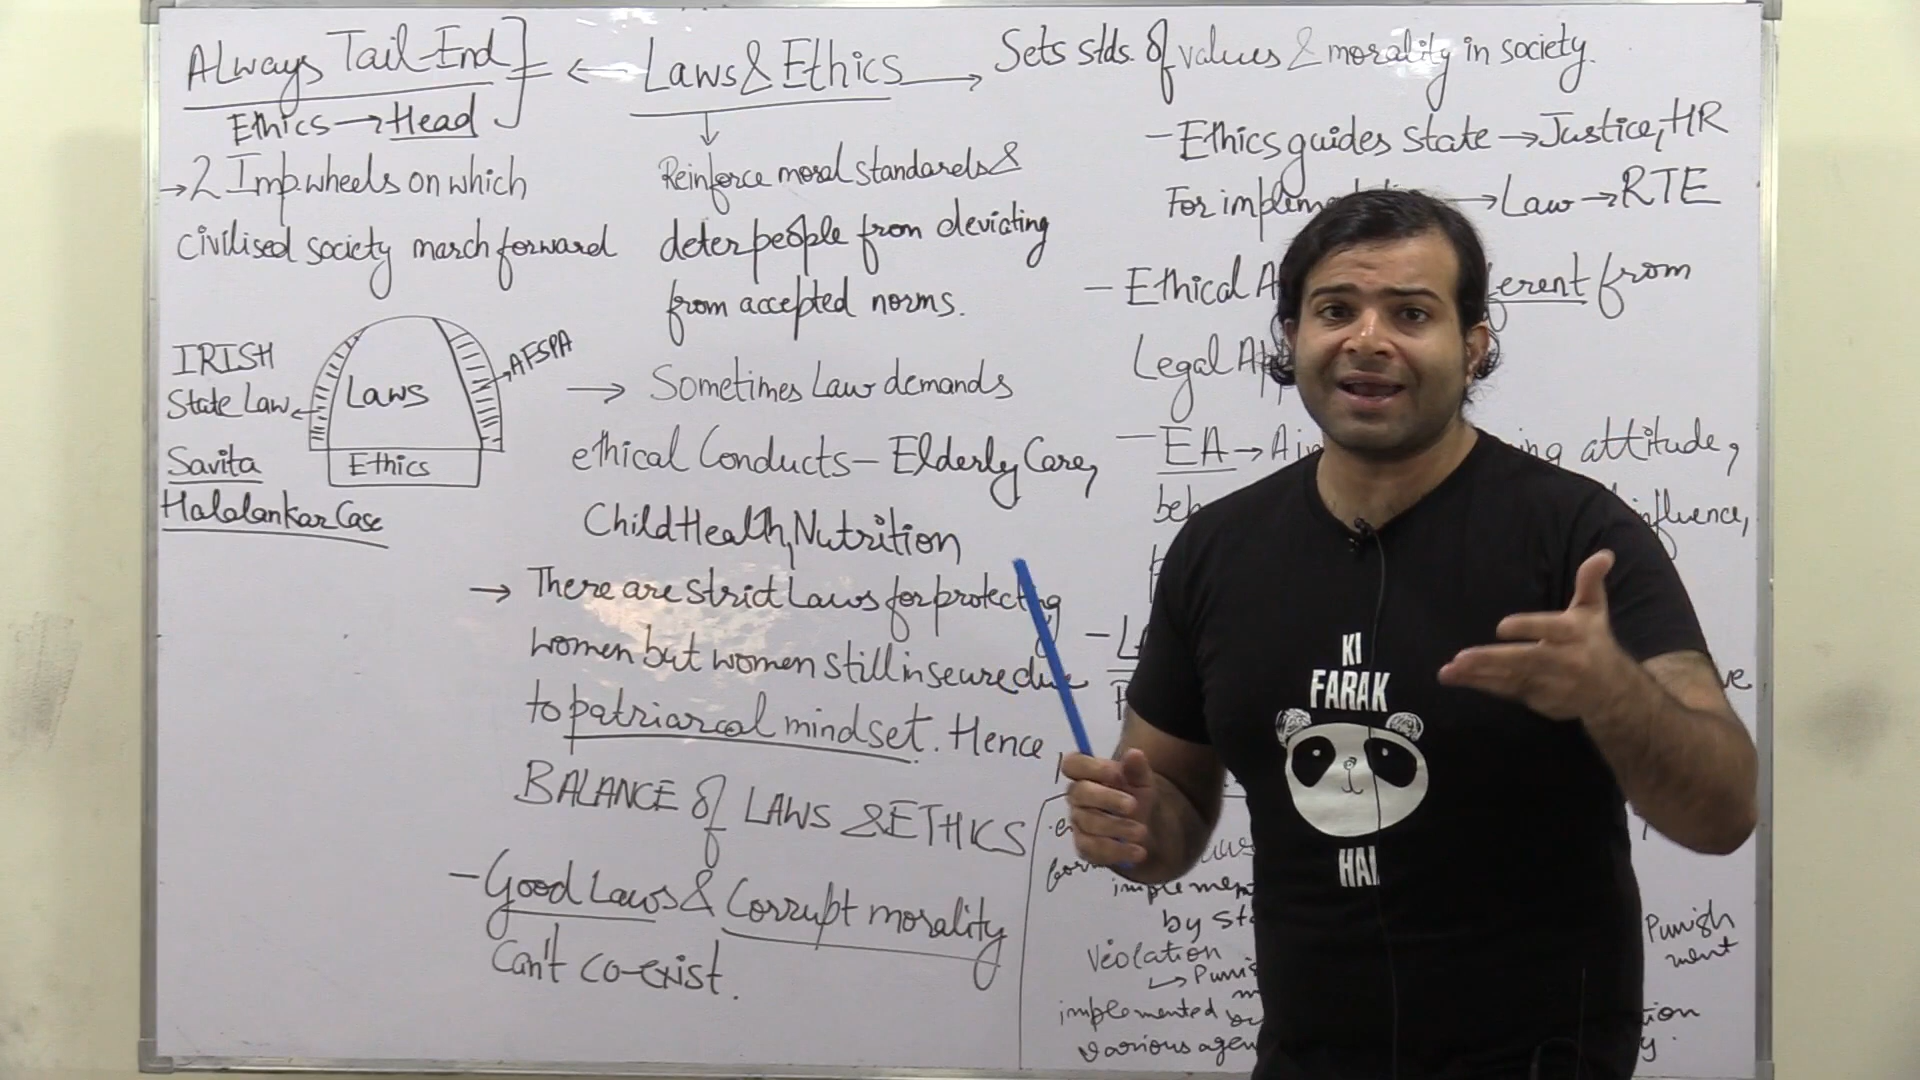 Always Tail-End
Ethics → Head
→ 2 Imp. wheels on which
civilised society march forward
IRISH
State Law
Laws
AFSPA
Ethics
Savita
Halalankar Case
← Laws & Ethics →
Reinforce moral standards &
deter people from deviating
from accepted norms.
→ Sometimes Law demands
ethical Conducts - Elderly Care,
Child Health, Nutrition
→ There are strict Laws for protecting
women but women still insecure due
to patriarcal mindset. Hence
BALANCE of LAWS & ETHICS
- Good Laws & Corrupt morality
Can't co-exist.
Sets stds. of values & morality in society.
- Ethics guides state → Justice, HR
For → Law → RTE
- Ethical from
Legal
- EA → attitude,
influence,
by
Violation
↳
implemented
various
Punish
ment
KI
FARAK
HAI